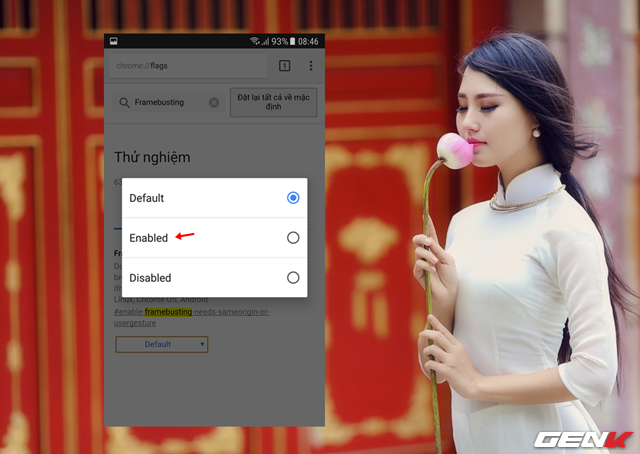 93% 08:46
chrome://flags
1
Framebusting
Đặt lại tất cả về mặc
định
Thử nghiệm
Default
Enabled
Disabled
Linux, Chrome OS, Android
#enable-framebusting-needs-sameorigin-or-
usergesture
Default
GENK